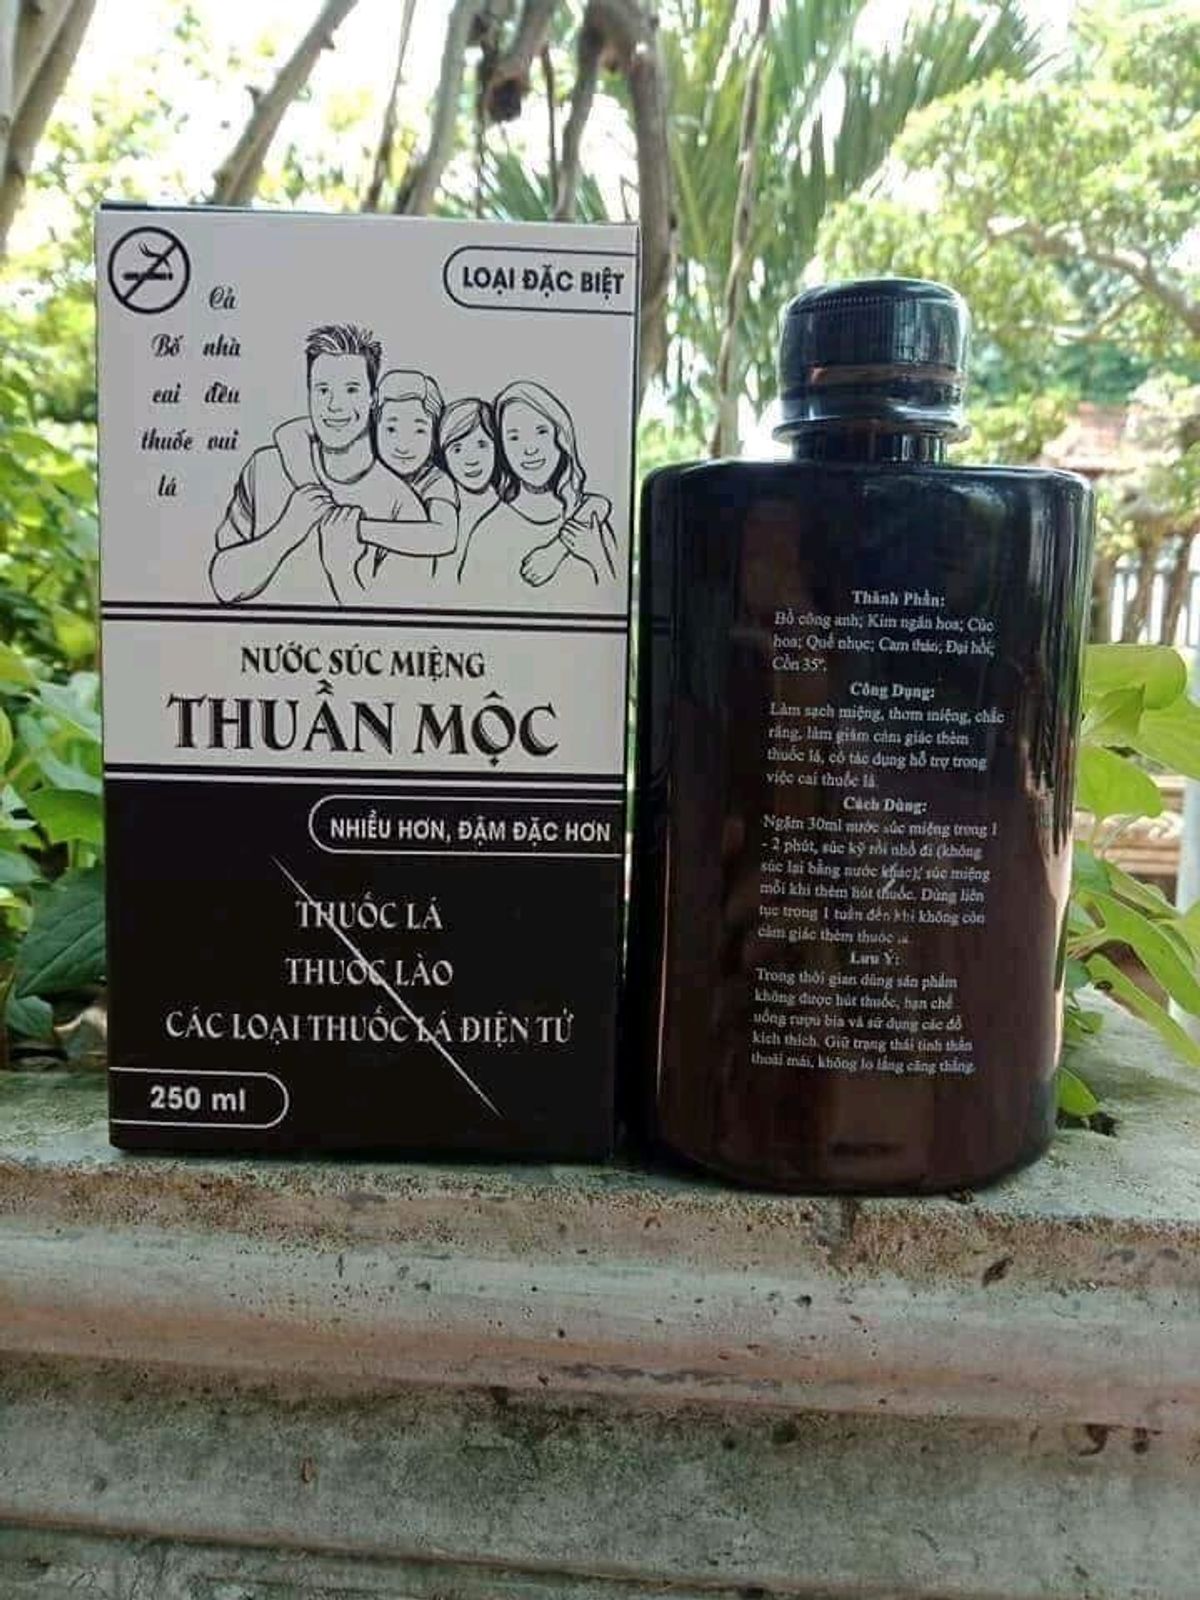 LOẠI ĐẶC BIỆT
Cả
Bố nhà
cai đều
thuốc vui
lá
NƯỚC SÚC MIỆNG
THUẦN MỘC
NHIỀU HƠN, ĐẬM ĐẶC HƠN
THUỐC LÁ
THUỐC LÀO
CÁC LOẠI THUỐC LÁ ĐIỆN TỬ
250 ml
Thành Phần:
Bồ công anh; Kim ngân hoa; Cúc
hoa; Quế nhục; Cam thảo; Đại hồi;
Cồn 35º.
Công Dụng:
Làm sạch miệng, thơm miệng, chắc
răng, làm giảm cảm giác thèm
thuốc lá, có tác dụng hỗ trợ trong
việc cai thuốc lá.
Cách Dùng:
Ngậm 30ml nước súc miệng trong 1
- 2 phút, súc kỹ rồi nhổ đi (không
súc lại bằng nước khác); súc miệng
mỗi khi thèm hút thuốc. Dùng liên
tục trong 1 tuần đến khi không còn
cảm giác thèm thuốc lá.
Lưu Ý:
Trong thời gian dùng sản phẩm
không được hút thuốc, hạn chế
uống rượu bia và sử dụng các đồ
kích thích. Giữ trạng thái tinh thần
thoải mái, không lo lắng căng thẳng.